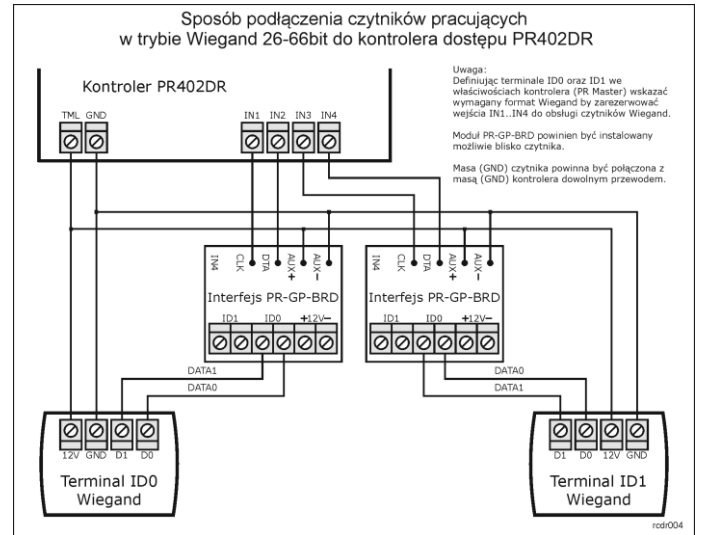 Sposób podłączenia czytników pracujących
w trybie Wiegand 26-66bit do kontrolera dostępu PR402DR
Uwaga:
Definiując terminale ID0 oraz ID1 we
właściwościach kontrolera (PR Master) wskazać
wymagany format Wiegand by zarezerwować
wejścia IN1..IN4 do obsługi czytników Wiegand.
Moduł PR-GP-BRD powinien być instalowany
możliwie blisko czytnika.
Masa (GND) czytnika powinna być połączona z
masą (GND) kontrolera dowolnym przewodem.
Kontroler PR402DR
TML GND IN1 IN2 IN3 IN4
IN4 CLK DTA AUX+ AUX-
Interfejs PR-GP-BRD
ID1 ID0 +12V-
IN4 CLK DTA AUX+ AUX-
Interfejs PR-GP-BRD
ID1 ID0 +12V-
DATA1
DATA0
DATA0
DATA1
12V GND D1 D0
Terminal ID0
Wiegand
D1 D0 12V GND
Terminal ID1
Wiegand
rcdr004